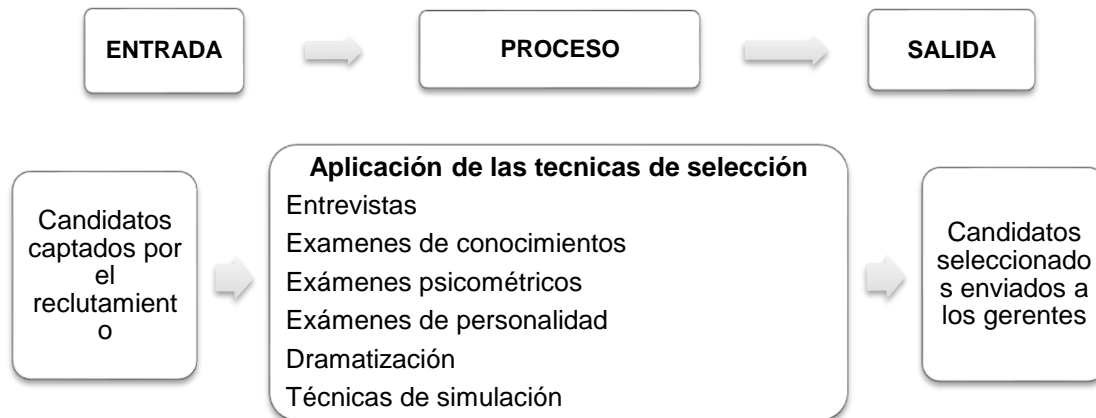 ENTRADA
PROCESO
SALIDA
Candidatos
captados por
el
reclutamient
o
Aplicación de las tecnicas de selección
Entrevistas
Examenes de conocimientos
Exámenes psicométricos
Exámenes de personalidad
Dramatización
Técnicas de simulación
Candidatos
seleccionado
s enviados a
los gerentes